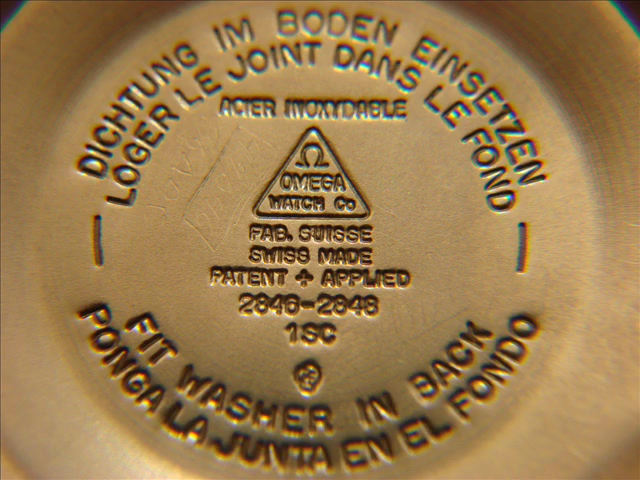 DICHTUNG IM BODEN EINSETZEN
LOGER LE JOINT DANS LE FOND
ACIER INOXYDABLE
Ω
OMEGA
WATCH Co
FAB. SUISSE
SWISS MADE
PATENT + APPLIED
2846-2848
1SC
FIT WASHER IN BACK
PONGA LA JUNTA EN EL FONDO